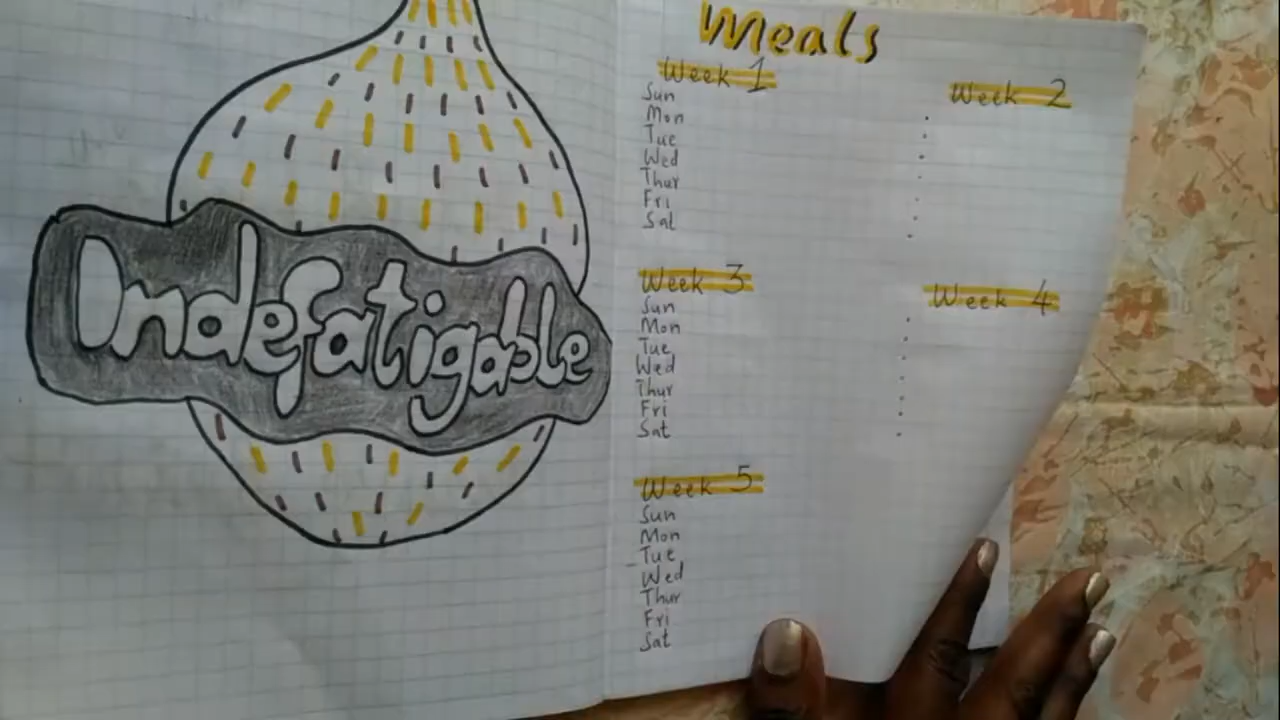 Indefatigable
Meals
Week 1
Sun
Mon
Tue
Wed
Thur
Fri
Sat
Week 2
Week 3
Sun
Mon
Tue
Wed
Thur
Fri
Sat
Week 4
Week 5
Sun
Mon
Tue
Wed
Thur
Fri
Sat